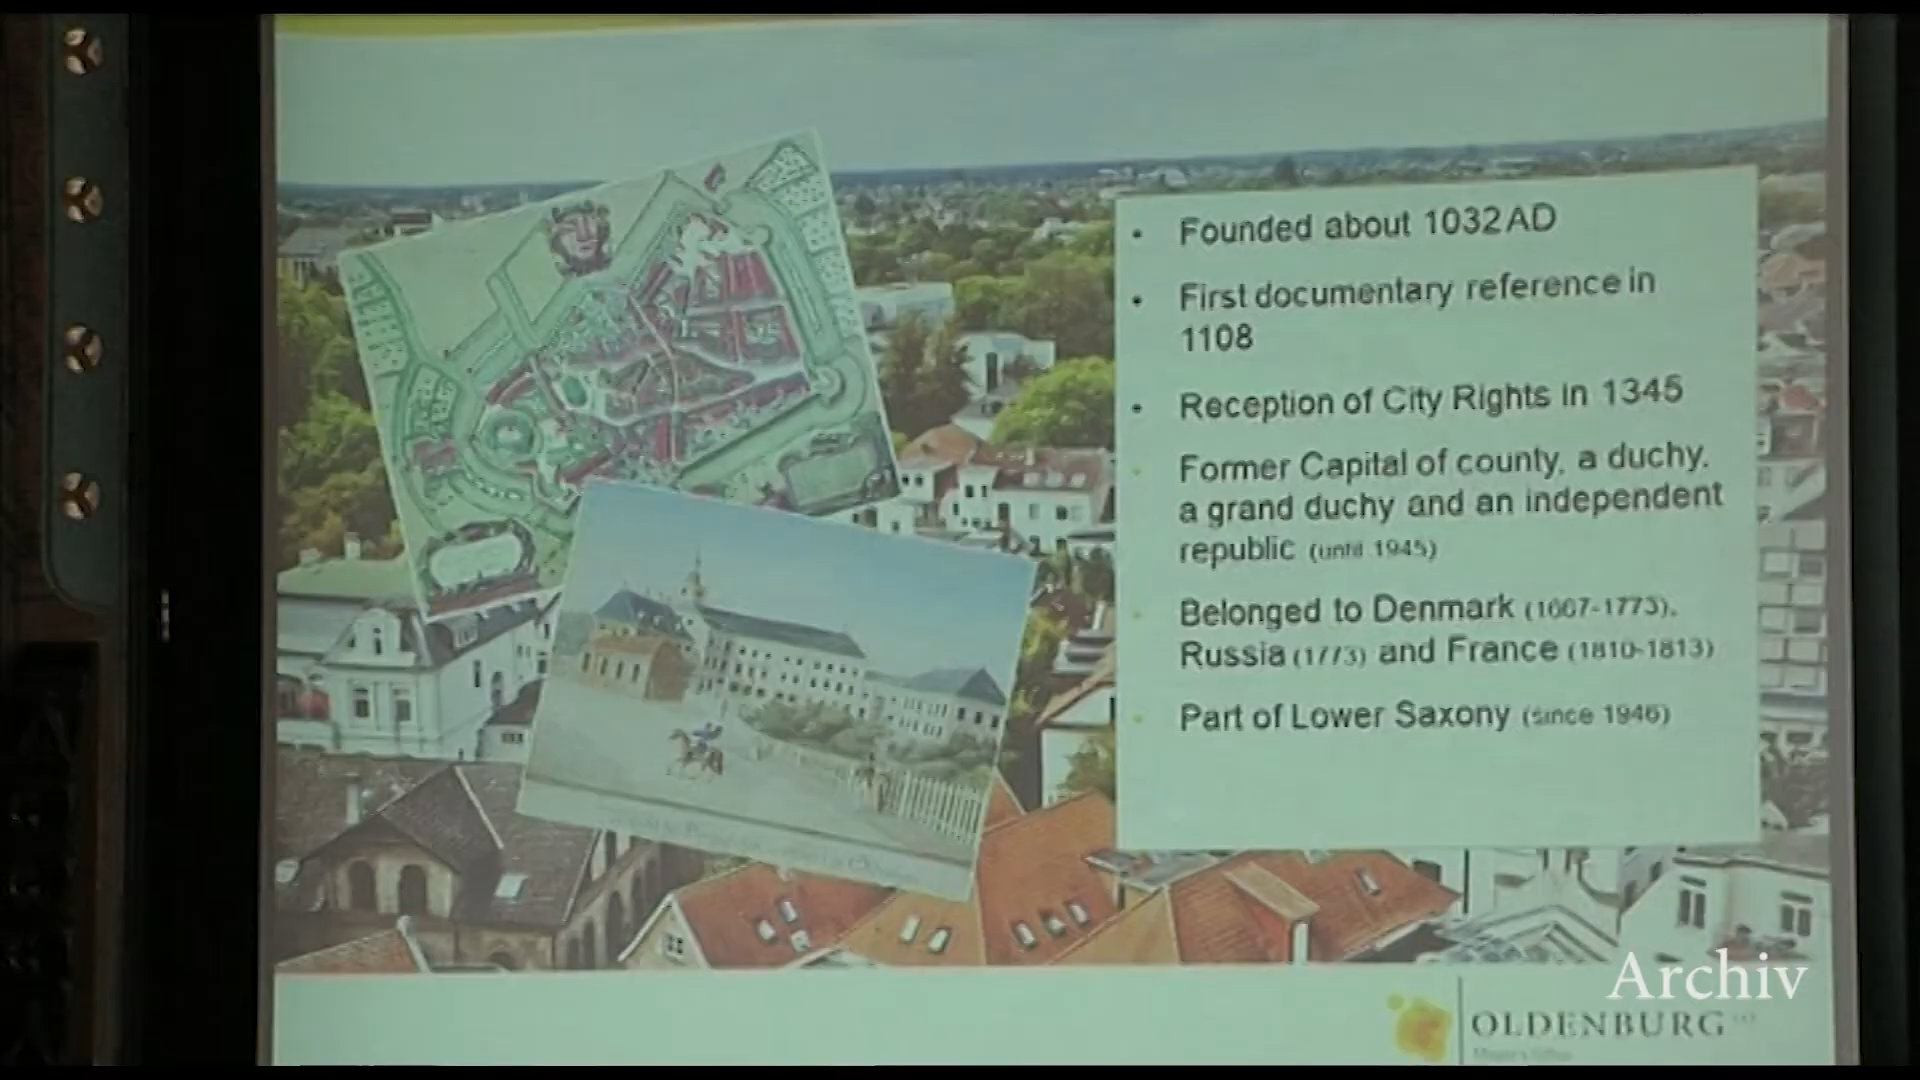 • Founded about 1032 AD
• First documentary reference in
1108
• Reception of City Rights in 1345
• Former Capital of county, a duchy,
a grand duchy and an independent
republic (until 1945)
• Belonged to Denmark (1667-1773),
Russia (1773) and France (1810-1813)
• Part of Lower Saxony (since 1946)
Archiv
OLDENBURG